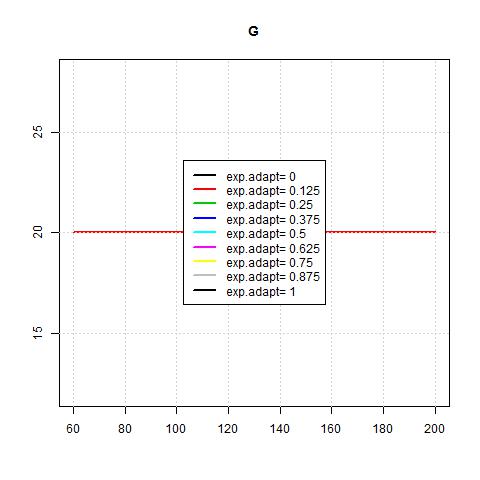 G
25
20
15
exp.adapt= 0
exp.adapt= 0.125
exp.adapt= 0.25
exp.adapt= 0.375
exp.adapt= 0.5
exp.adapt= 0.625
exp.adapt= 0.75
exp.adapt= 0.875
exp.adapt= 1
60 80 100 120 140 160 180 200